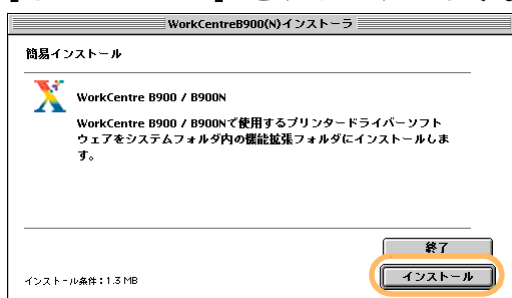 WorkCentreB900(N)インストーラ
簡易インストール
WorkCentre B900 / B900N
WorkCentre B900 / B900Nで使用するプリンタードライバーソフト
ウェアをシステムフォルダ内の機能拡張フォルダにインストールしま
す。
終了
インストール条件：1.3 MB
インストール